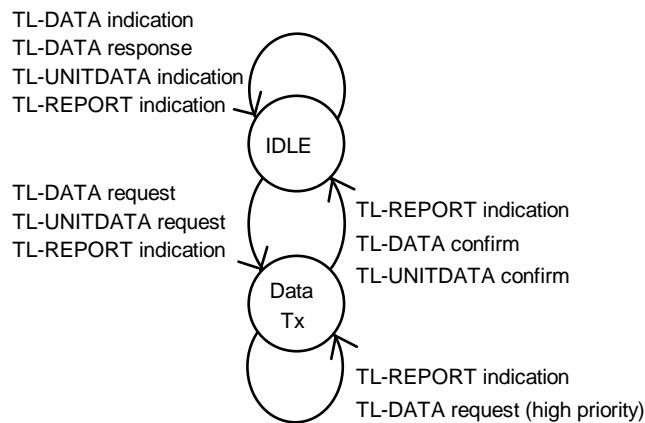 TL-DATA indication
TL-DATA response
TL-UNITDATA indication
TL-REPORT indication
IDLE
TL-DATA request
TL-UNITDATA request
TL-REPORT indication
TL-REPORT indication
TL-DATA confirm
TL-UNITDATA confirm
Data
Tx
TL-REPORT indication
TL-DATA request (high priority)